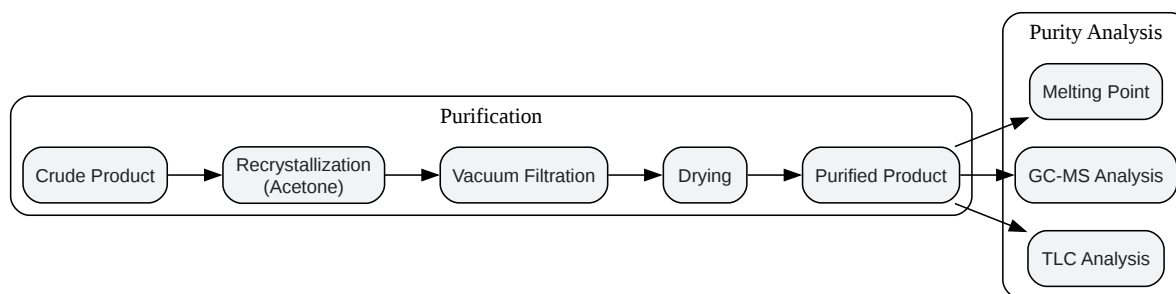 Purification
Crude Product
Recrystallization
(Acetone)
Vacuum Filtration
Drying
Purified Product
Purity Analysis
Melting Point
GC-MS Analysis
TLC Analysis